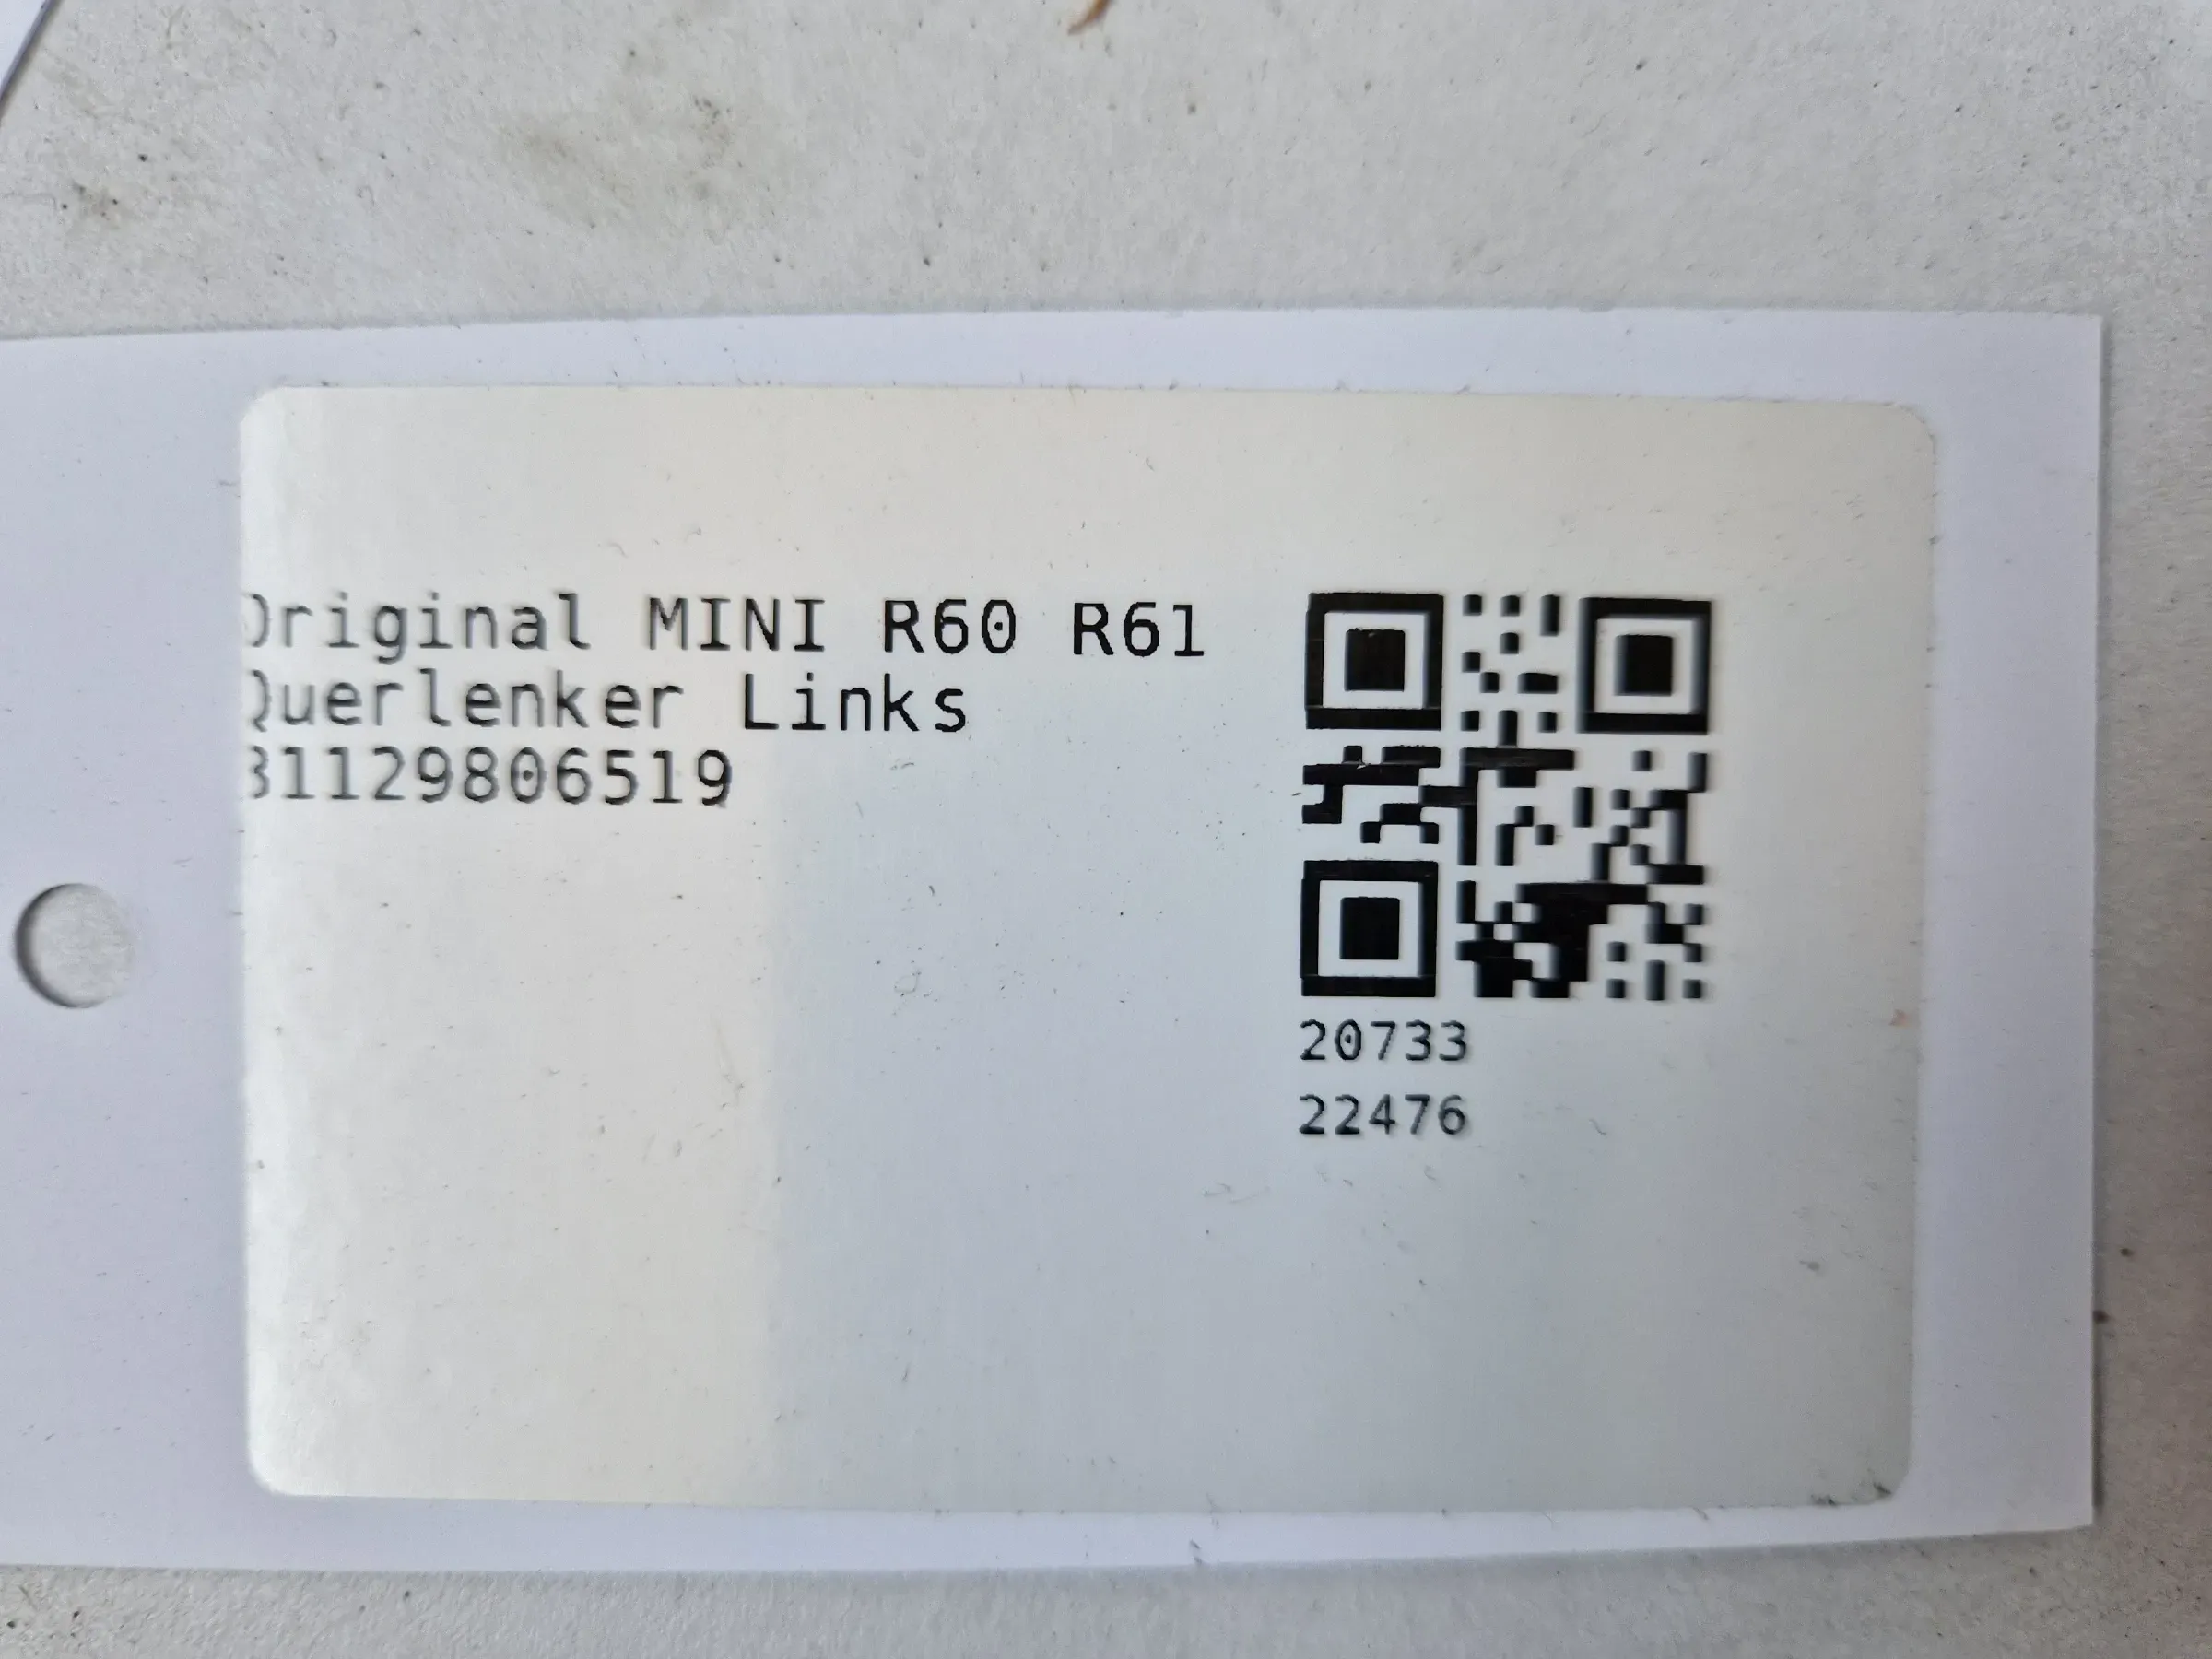 Original MINI R60 R61
Querlenker Links
31129806519
20733
22476